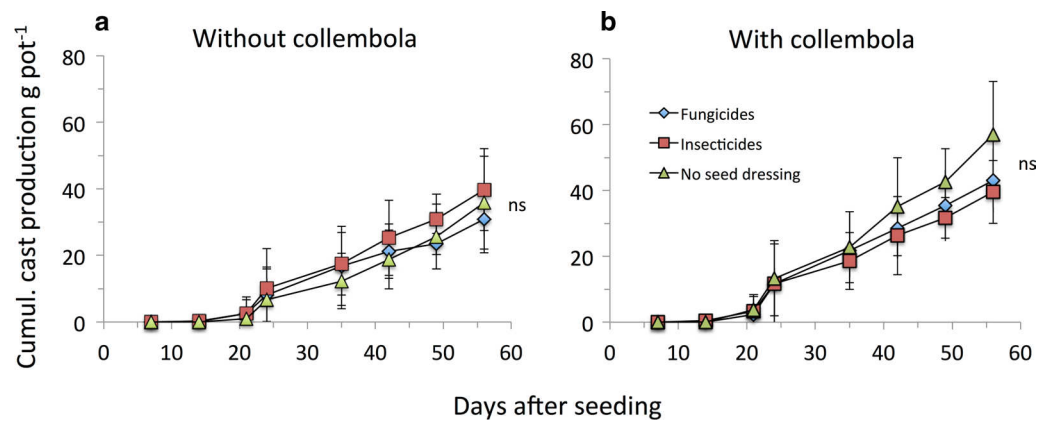 a
Without collembola
b
With collembola
Cumul. cast production g pot⁻¹
80
60
40
20
0
0 10 20 30 40 50 60
ns
80
60
40
20
0
0 10 20 30 40 50 60
Fungicides
Insecticides
No seed dressing
ns
Days after seeding